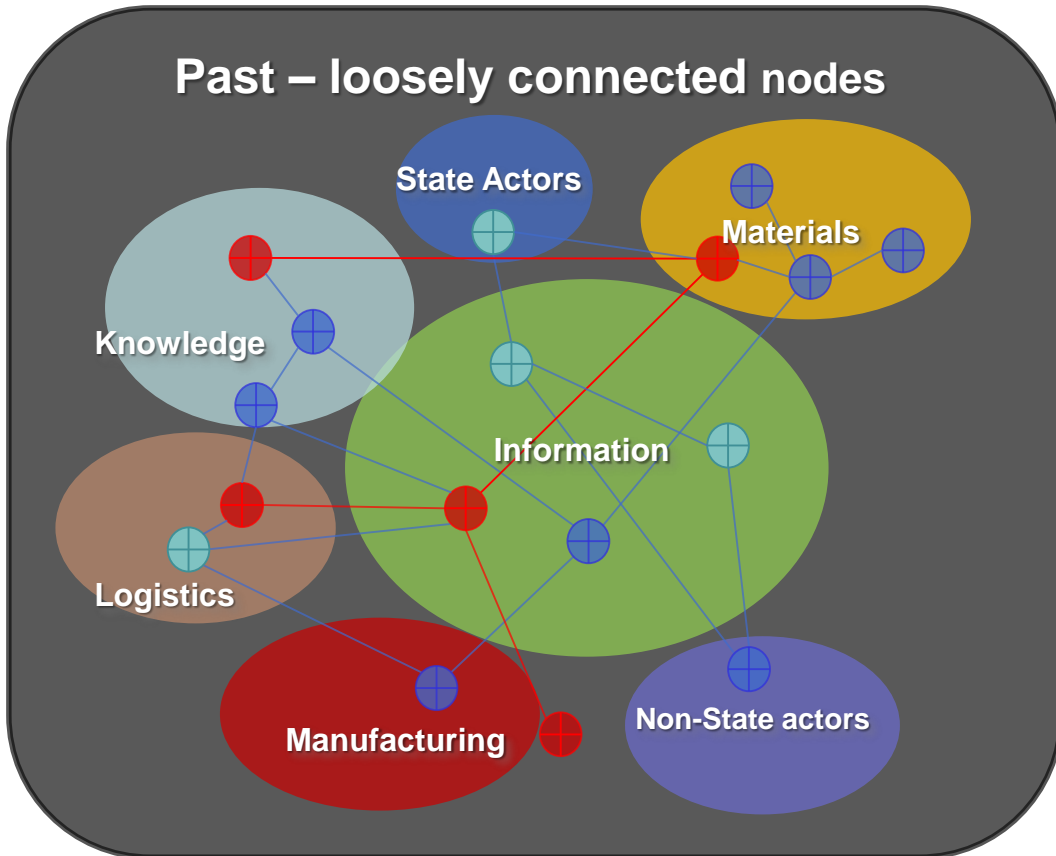 Past – loosely connected nodes
State Actors
Materials
Knowledge
Information
Logistics
Non-State actors
Manufacturing